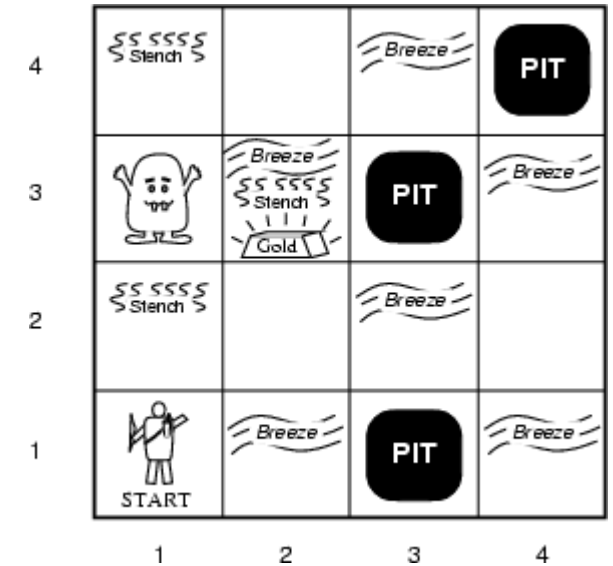 4
Stench
Breeze
PIT
3
Breeze
Stench
Gold
PIT
Breeze
2
Stench
Breeze
1
START
Breeze
PIT
Breeze
1 2 3 4